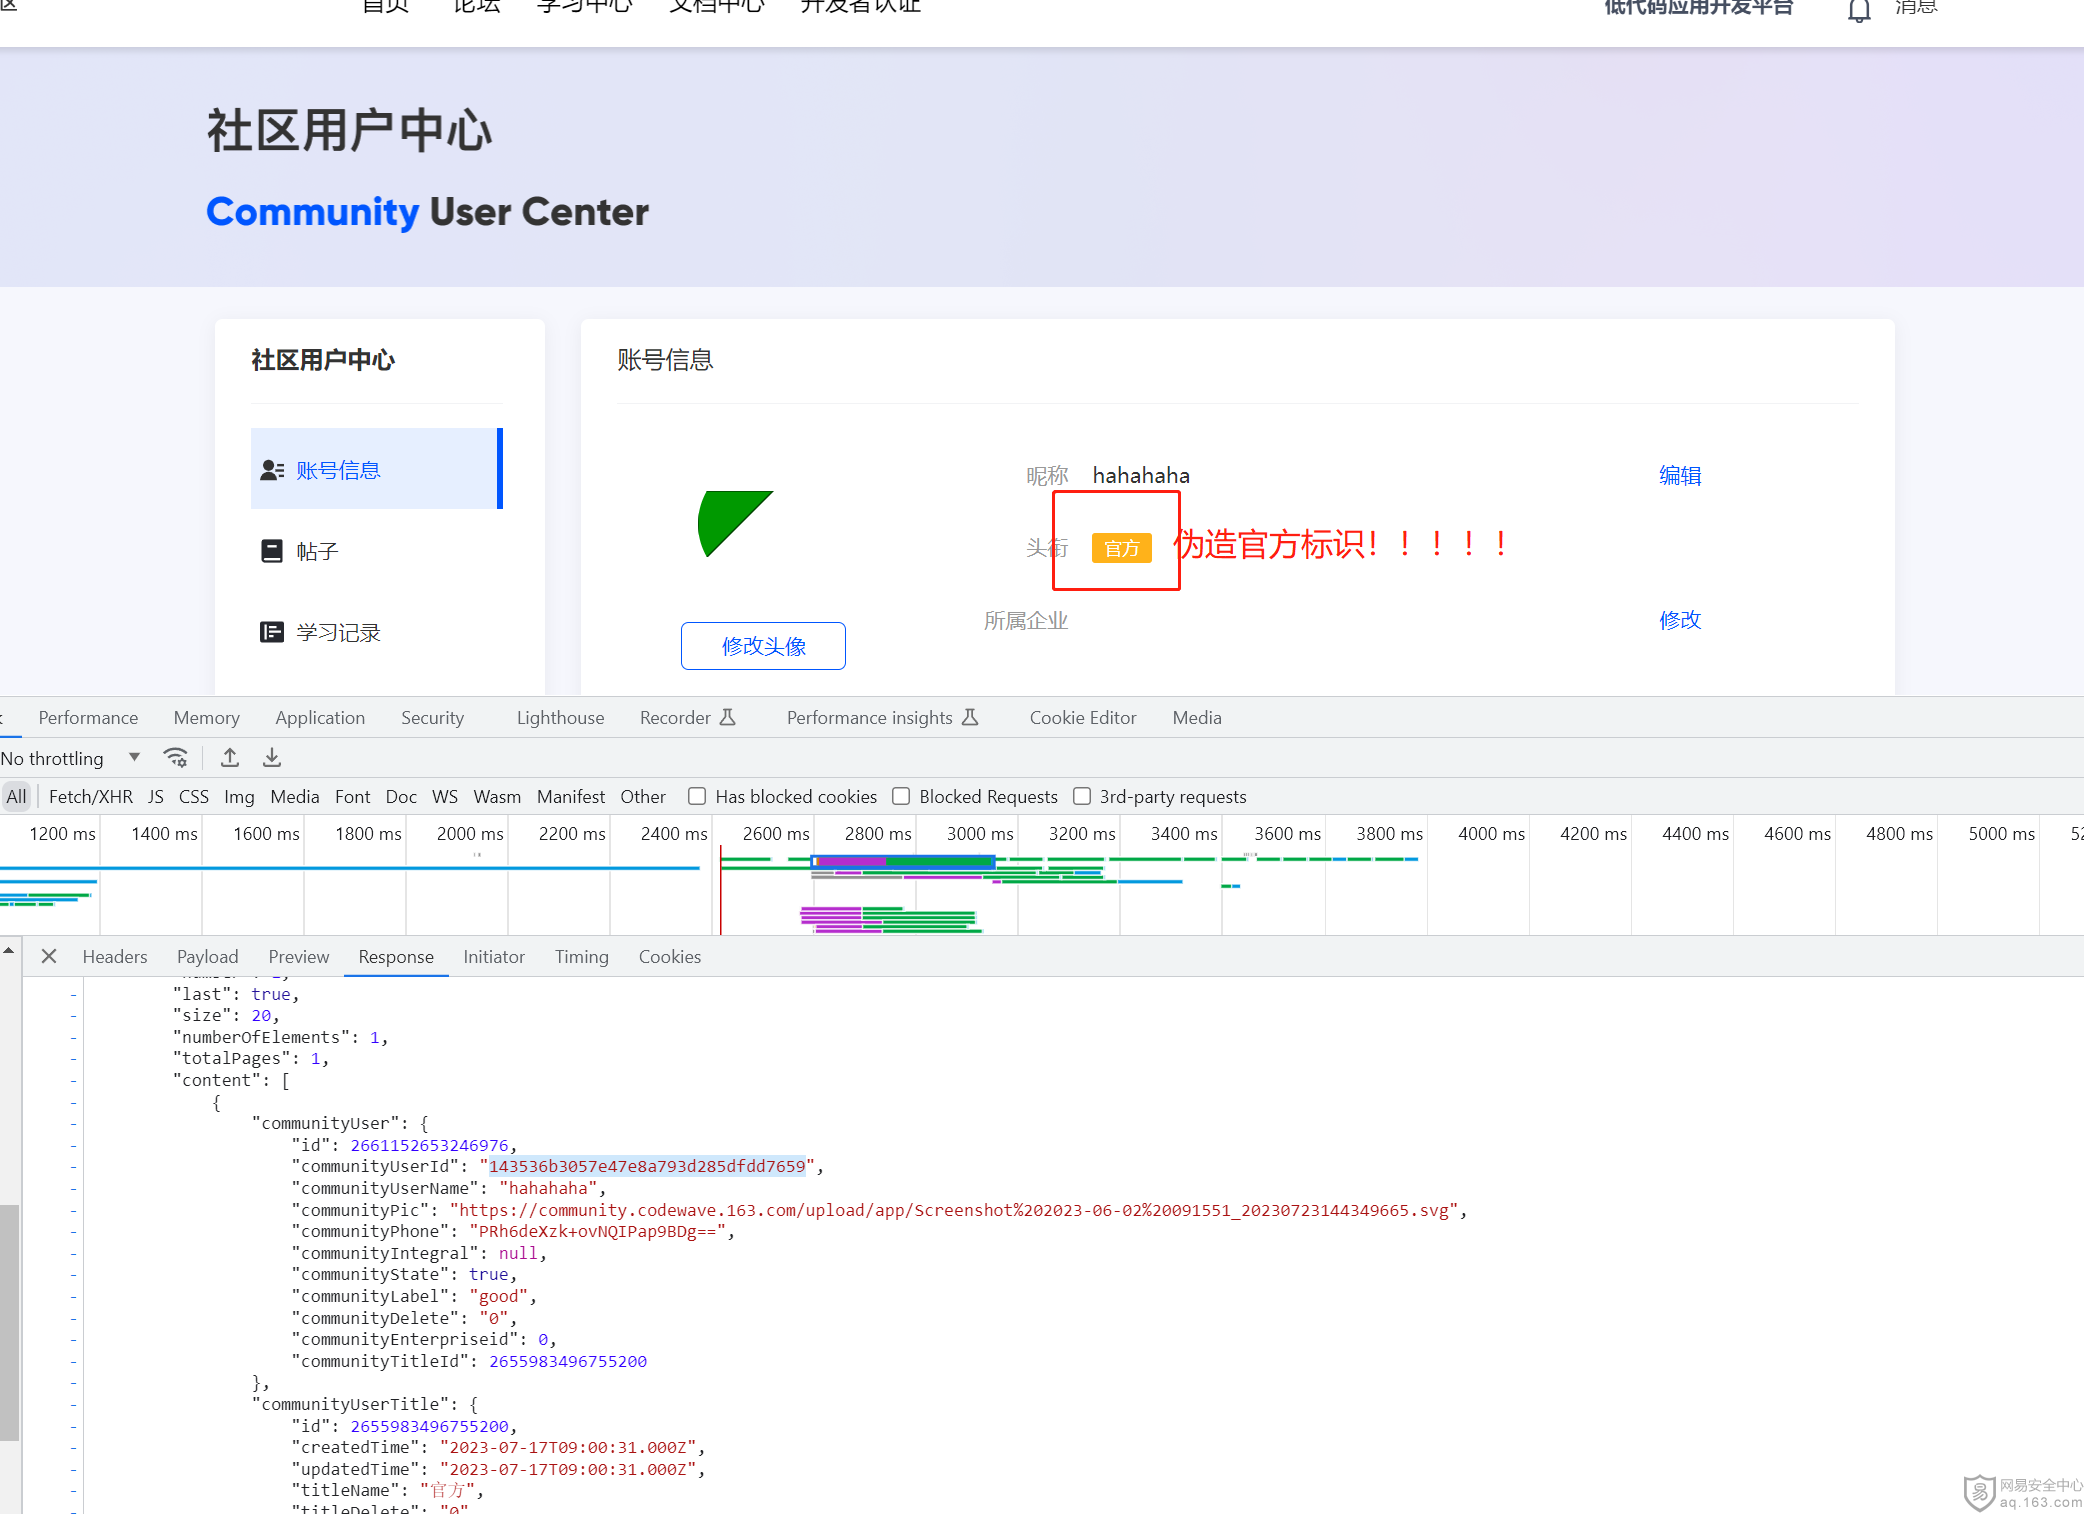 区
首页 论坛 学习中心 文档中心 开发者认证 低代码应用开发平台 消息
社区用户中心
Community User Center
社区用户中心
账号信息
帖子
学习记录
账号信息
修改头像
昵称 hahahaha 编辑
头衔 官方 伪造官方标识！！！！！
所属企业 修改
Performance Memory Application Security Lighthouse Recorder Performance insights Cookie Editor Media
No throttling
All Fetch/XHR JS CSS Img Media Font Doc WS Wasm Manifest Other Has blocked cookies Blocked Requests 3rd-party requests
1200 ms 1400 ms 1600 ms 1800 ms 2000 ms 2200 ms 2400 ms 2600 ms 2800 ms 3000 ms 3200 ms 3400 ms 3600 ms 3800 ms 4000 ms 4200 ms 4400 ms 4600 ms 4800 ms 5000 ms
Headers Payload Preview Response Initiator Timing Cookies
"last": true,
"size": 20,
"numberOfElements": 1,
"totalPages": 1,
"content": [
{
"communityUser": {
"id": 2661152653246976,
"communityUserId": "143536b3057e47e8a793d285dfdd7659",
"communityUserName": "hahahaha",
"communityPic": "https://community.codewave.163.com/upload/app/Screenshot%202023-06-02%20091551_20230723144349665.svg",
"communityPhone": "PRh6deXzk+ovNQIPap9BDg==",
"communityIntegral": null,
"communityState": true,
"communityLabel": "good",
"communityDelete": "0",
"communityEnterpriseid": 0,
"communityTitleId": 2655983496755200
},
"communityUserTitle": {
"id": 2655983496755200,
"createdTime": "2023-07-17T09:00:31.000Z",
"updatedTime": "2023-07-17T09:00:31.000Z",
"titleName": "官方",
"titleDelete": "0"
网易安全中心
aq.163.com